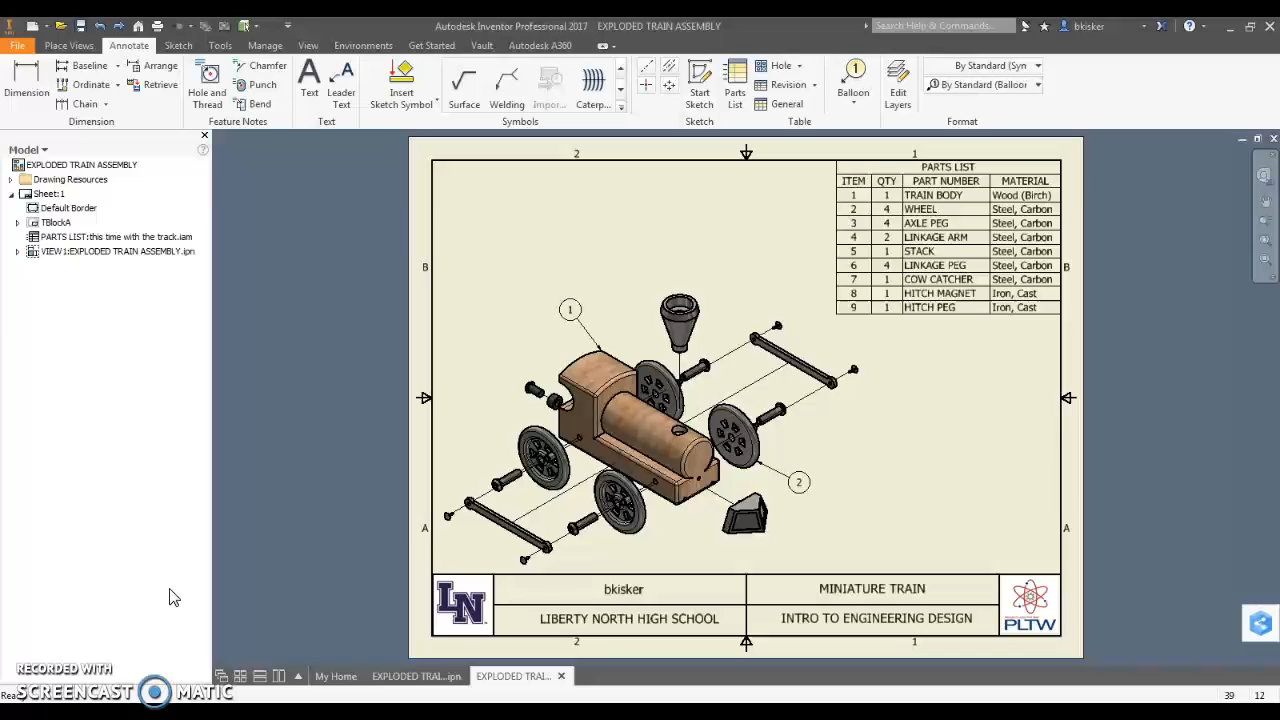 Autodesk Inventor Professional 2017 EXPLODED TRAIN ASSEMBLY
Search Help & Commands...
bkisker
File Place Views Annotate Sketch Tools Manage View Environments Get Started Vault Autodesk A360
Dimension
Baseline
Ordinate
Chain
Arrange
Retrieve
Dimension
Hole and Thread
Chamfer
Punch
Bend
Feature Notes
Text
Leader Text
Text
Insert Sketch Symbol
Surface
Welding
Impor...
Caterp...
Symbols
Start Sketch
Sketch
Parts List
Hole
Revision
General
Table
Balloon
Edit Layers
By Standard (Syn
By Standard (Balloor
Format
Model
EXPLODED TRAIN ASSEMBLY
Drawing Resources
Sheet:1
Default Border
TBlockA
PARTS LIST:this time with the track.iam
VIEW1:EXPLODED TRAIN ASSEMBLY.ipn
2 1
PARTS LIST
ITEM QTY PART NUMBER MATERIAL
1 1 TRAIN BODY Wood (Birch)
2 4 WHEEL Steel, Carbon
3 4 AXLE PEG Steel, Carbon
4 2 LINKAGE ARM Steel, Carbon
5 1 STACK Steel, Carbon
6 4 LINKAGE PEG Steel, Carbon
7 1 COW CATCHER Steel, Carbon
8 1 HITCH MAGNET Iron, Cast
9 1 HITCH PEG Iron, Cast
B B
1
2
A A
LN
bkisker
MINIATURE TRAIN
LIBERTY NORTH HIGH SCHOOL
INTRO TO ENGINEERING DESIGN
PLTW
2 1
My Home EXPLODED TRAI...ipn EXPLODED TRAI...
RECORDED WITH
SCREENCAST MATIC
39 12